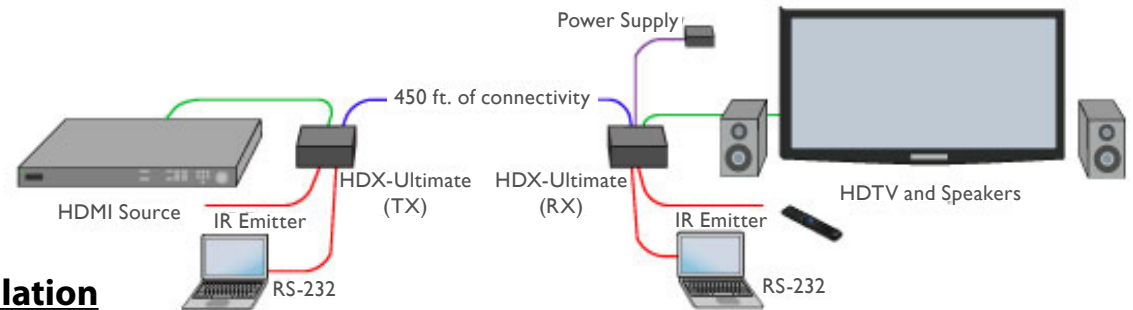 Power Supply
450 ft. of connectivity
HDX-Ultimate
(TX)
HDX-Ultimate
(RX)
HDTV and Speakers
HDMI Source
IR Emitter
IR Emitter
RS-232
RS-232
lation